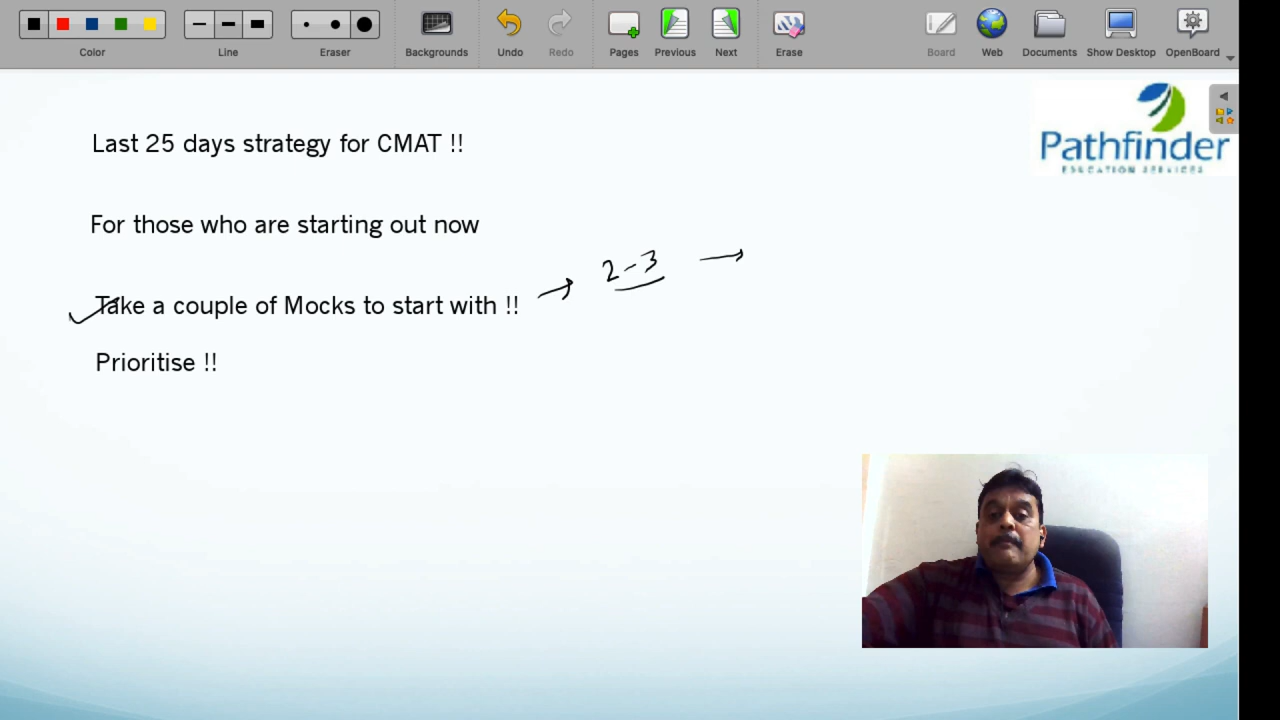 Color
Line
Eraser
Backgrounds
Undo
Redo
Pages
Previous
Next
Erase
Board
Web
Documents
Show Desktop
OpenBoard
Pathfinder
EDUCATION SERVICES
Last 25 days strategy for CMAT !!
For those who are starting out now
2-3
Take a couple of Mocks to start with !!
Prioritise !!